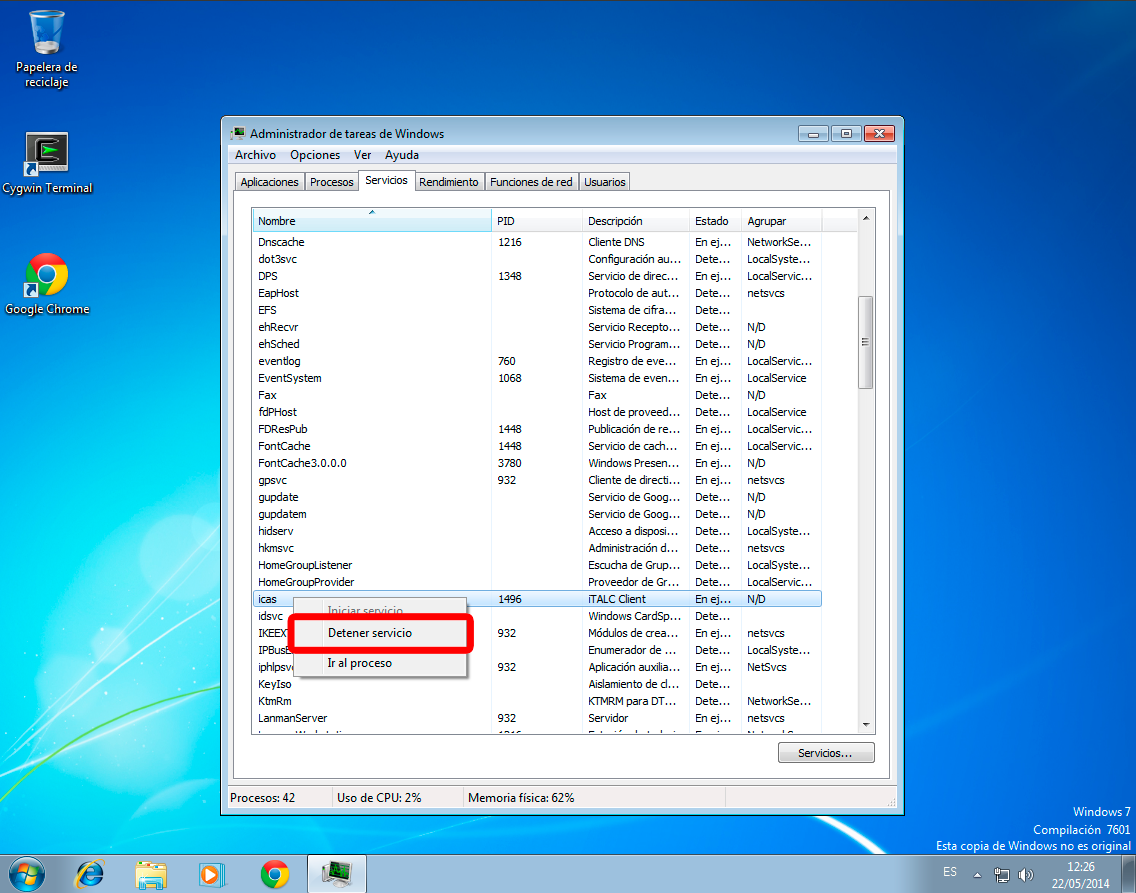 Papelera de
reciclaje
Cygwin Terminal
Google Chrome
Administrador de tareas de Windows
Archivo Opciones Ver Ayuda
Aplicaciones Procesos Servicios Rendimiento Funciones de red Usuarios
Nombre PID Descripción Estado Agrupar
Dnscache 1216 Cliente DNS En ej... NetworkSe...
dot3svc Configuración au... Dete... LocalSyste...
DPS 1348 Servicio de direc... En ej... LocalServic...
EapHost Protocolo de aut... Dete... netsvcs
EFS Sistema de cifra... Dete...
ehRecvr Servicio Recepto... Dete... N/D
ehSched Servicio Program... Dete... N/D
eventlog 760 Registro de eve... En ej... LocalServic...
EventSystem 1068 Sistema de even... En ej... LocalService
Fax Fax Dete... N/D
fdPHost Host de proveed... Dete... LocalService
FDResPub 1448 Publicación de re... En ej... LocalServic...
FontCache 1448 Servicio de cach... En ej... LocalServic...
FontCache3.0.0.0 3780 Windows Presen... En ej... N/D
gpsvc 932 Cliente de directi... En ej... netsvcs
gupdate Servicio de Goog... Dete... N/D
gupdatem Servicio de Goog... Dete... N/D
hidserv Acceso a disposi... Dete... LocalSyste...
hkmsvc Administración d... Dete... netsvcs
HomeGroupListener Escucha de Grup... Dete... LocalSyste...
HomeGroupProvider Proveedor de Gr... Dete... LocalServic...
icas 1496 iTALC Client En ej... N/D
Iniciar servicio
idsvc Windows CardSp... Dete... N/D
Detener servicio
IKEEX 932 Módulos de crea... En ej... netsvcs
IPBusE Enumerador de ... Dete... LocalSyste...
Ir al proceso
iphlpsv 932 Aplicación auxilia... En ej... NetSvcs
KeyIso Aislamiento de cl... Dete...
KtmRm KTMRM para DT... Dete... NetworkSe...
LanmanServer 932 Servidor En ej... netsvcs
Servicios...
Procesos: 42 Uso de CPU: 2% Memoria física: 62%
Windows 7
Compilación 7601
Esta copia de Windows no es original
ES
12:26
22/05/2014